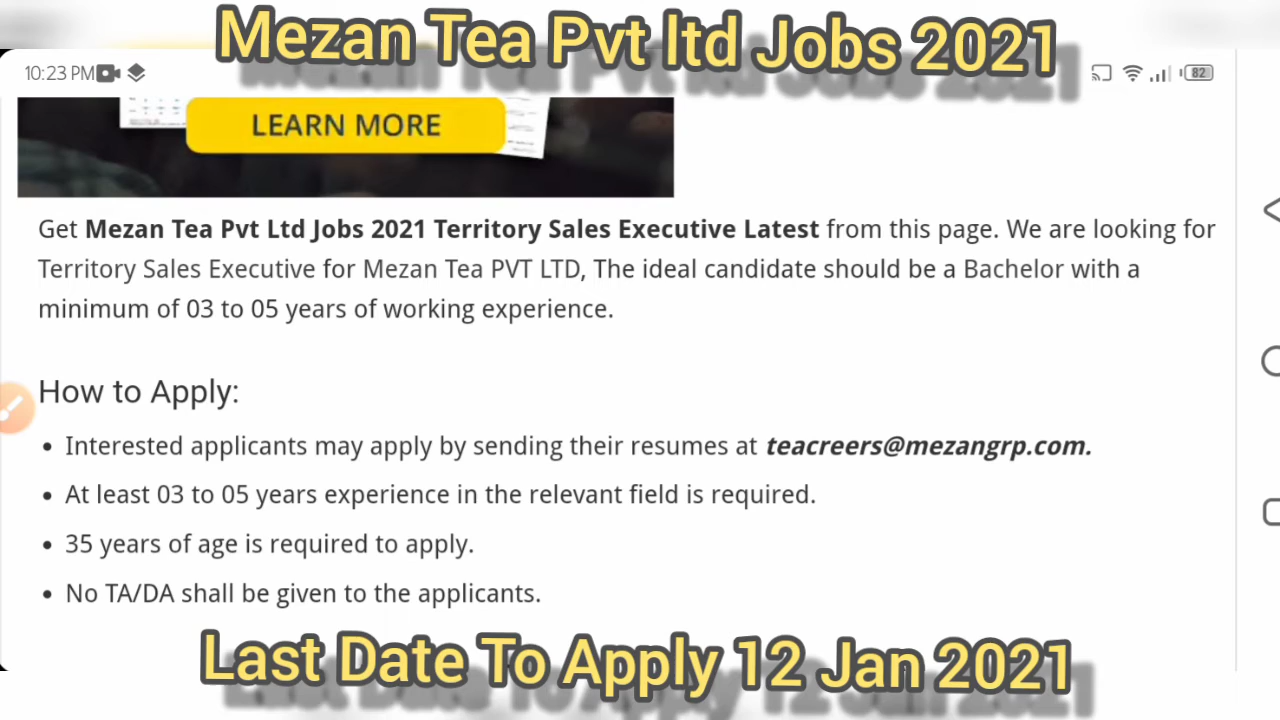 Mezan Tea Pvt ltd Jobs 2021
10:23 PM
82
LEARN MORE
Get Mezan Tea Pvt Ltd Jobs 2021 Territory Sales Executive Latest from this page. We are looking for
Territory Sales Executive for Mezan Tea PVT LTD, The ideal candidate should be a Bachelor with a
minimum of 03 to 05 years of working experience.
How to Apply:
• Interested applicants may apply by sending their resumes at teacreers@mezangrp.com.
• At least 03 to 05 years experience in the relevant field is required.
• 35 years of age is required to apply.
• No TA/DA shall be given to the applicants.
Last Date To Apply 12 Jan 2021